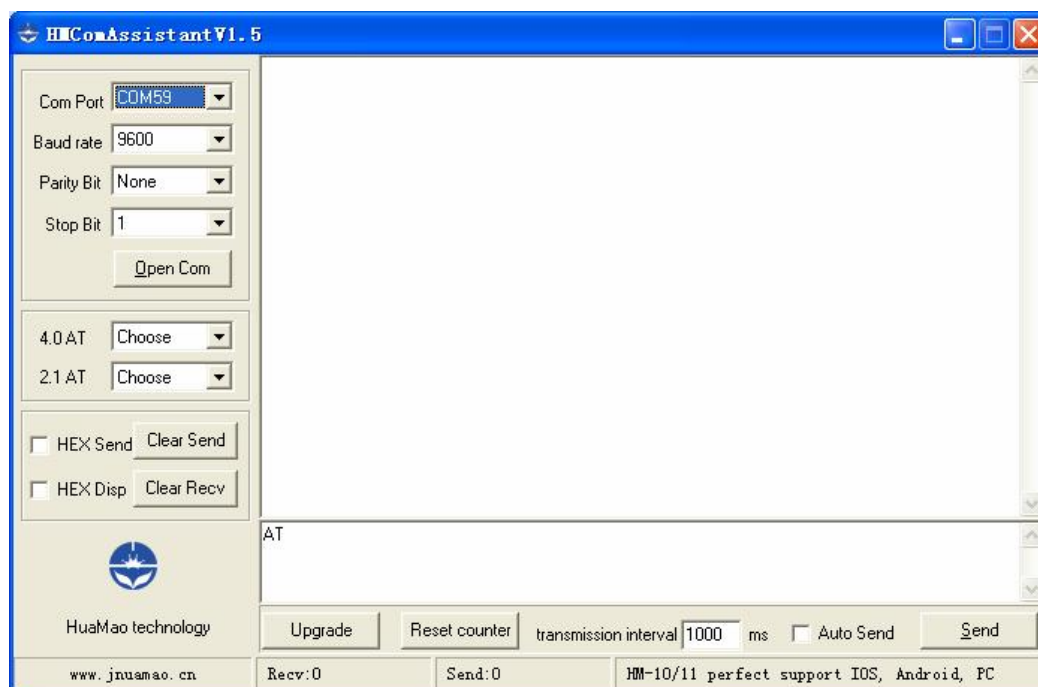 HMComAssistantV1.5
Com Port COM59
Baud rate 9600
Parity Bit None
Stop Bit 1
Open Com
4.0 AT Choose
2.1 AT Choose
HEX Send Clear Send
HEX Disp Clear Recv
AT
HuaMao technology
Upgrade Reset counter transmission interval 1000 ms Auto Send Send
www.jnuamao.cn Recv:0 Send:0 HM-10/11 perfect support IOS, Android, PC